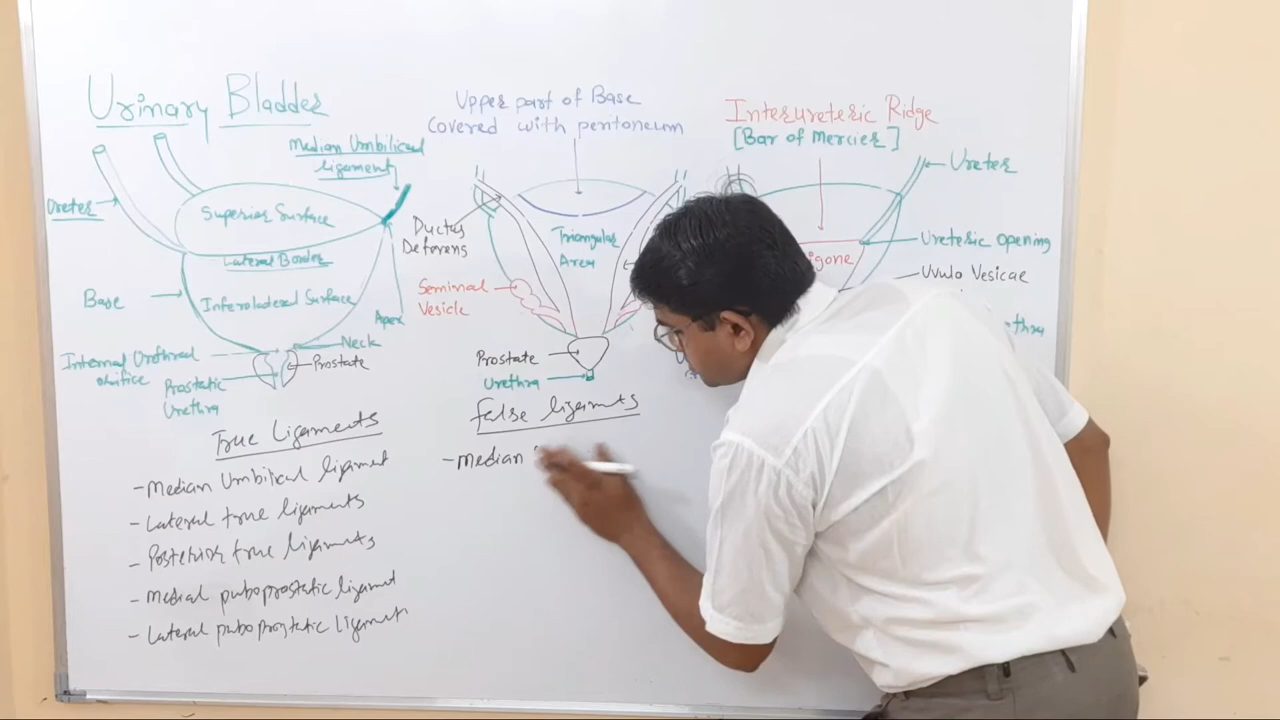 Urinary Bladder
Median Umbilical
ligament
Ureter
Superior Surface
Lateral Border
Base
Inferolateral Surface
Apex
Neck
Internal Urethral
orifice
Prostate
Prostatic
Urethra
Upper part of Base
Covered with peritoneum
Ductus
Deferens
Triangular
Area
Seminal
Vesicle
Prostate
Urethra
Interureteric Ridge
[Bar of Mercier]
Ureter
Ureteric opening
Uvula Vesicae
True Ligaments
- Median Umbilical ligament
- Lateral true ligaments
- Posterior true ligaments
- Medial puboprostatic ligament
- Lateral puboprostatic Ligament
false ligaments
- Median